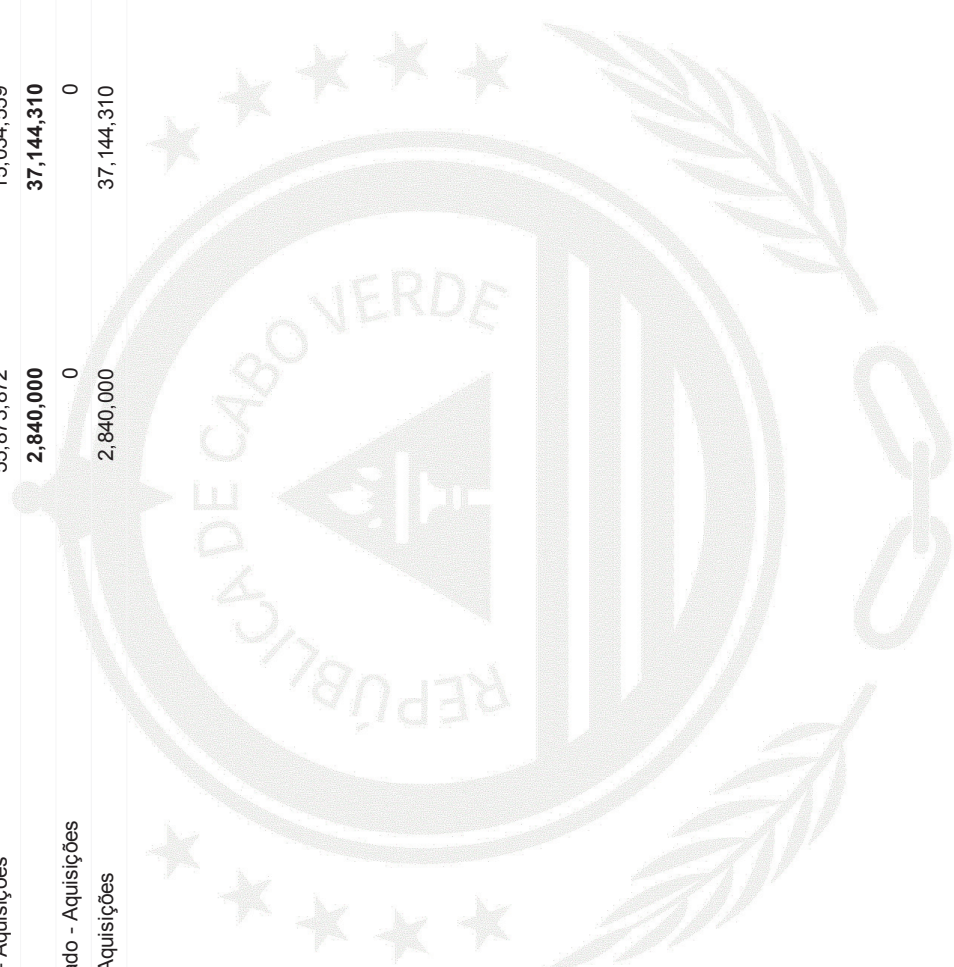 - Aquisições
2,840,000 37,144,310
ado - Aquisições 0 0
Aquisições 2,840,000 37,144,310
REPÚBLICA DE CABO VERDE